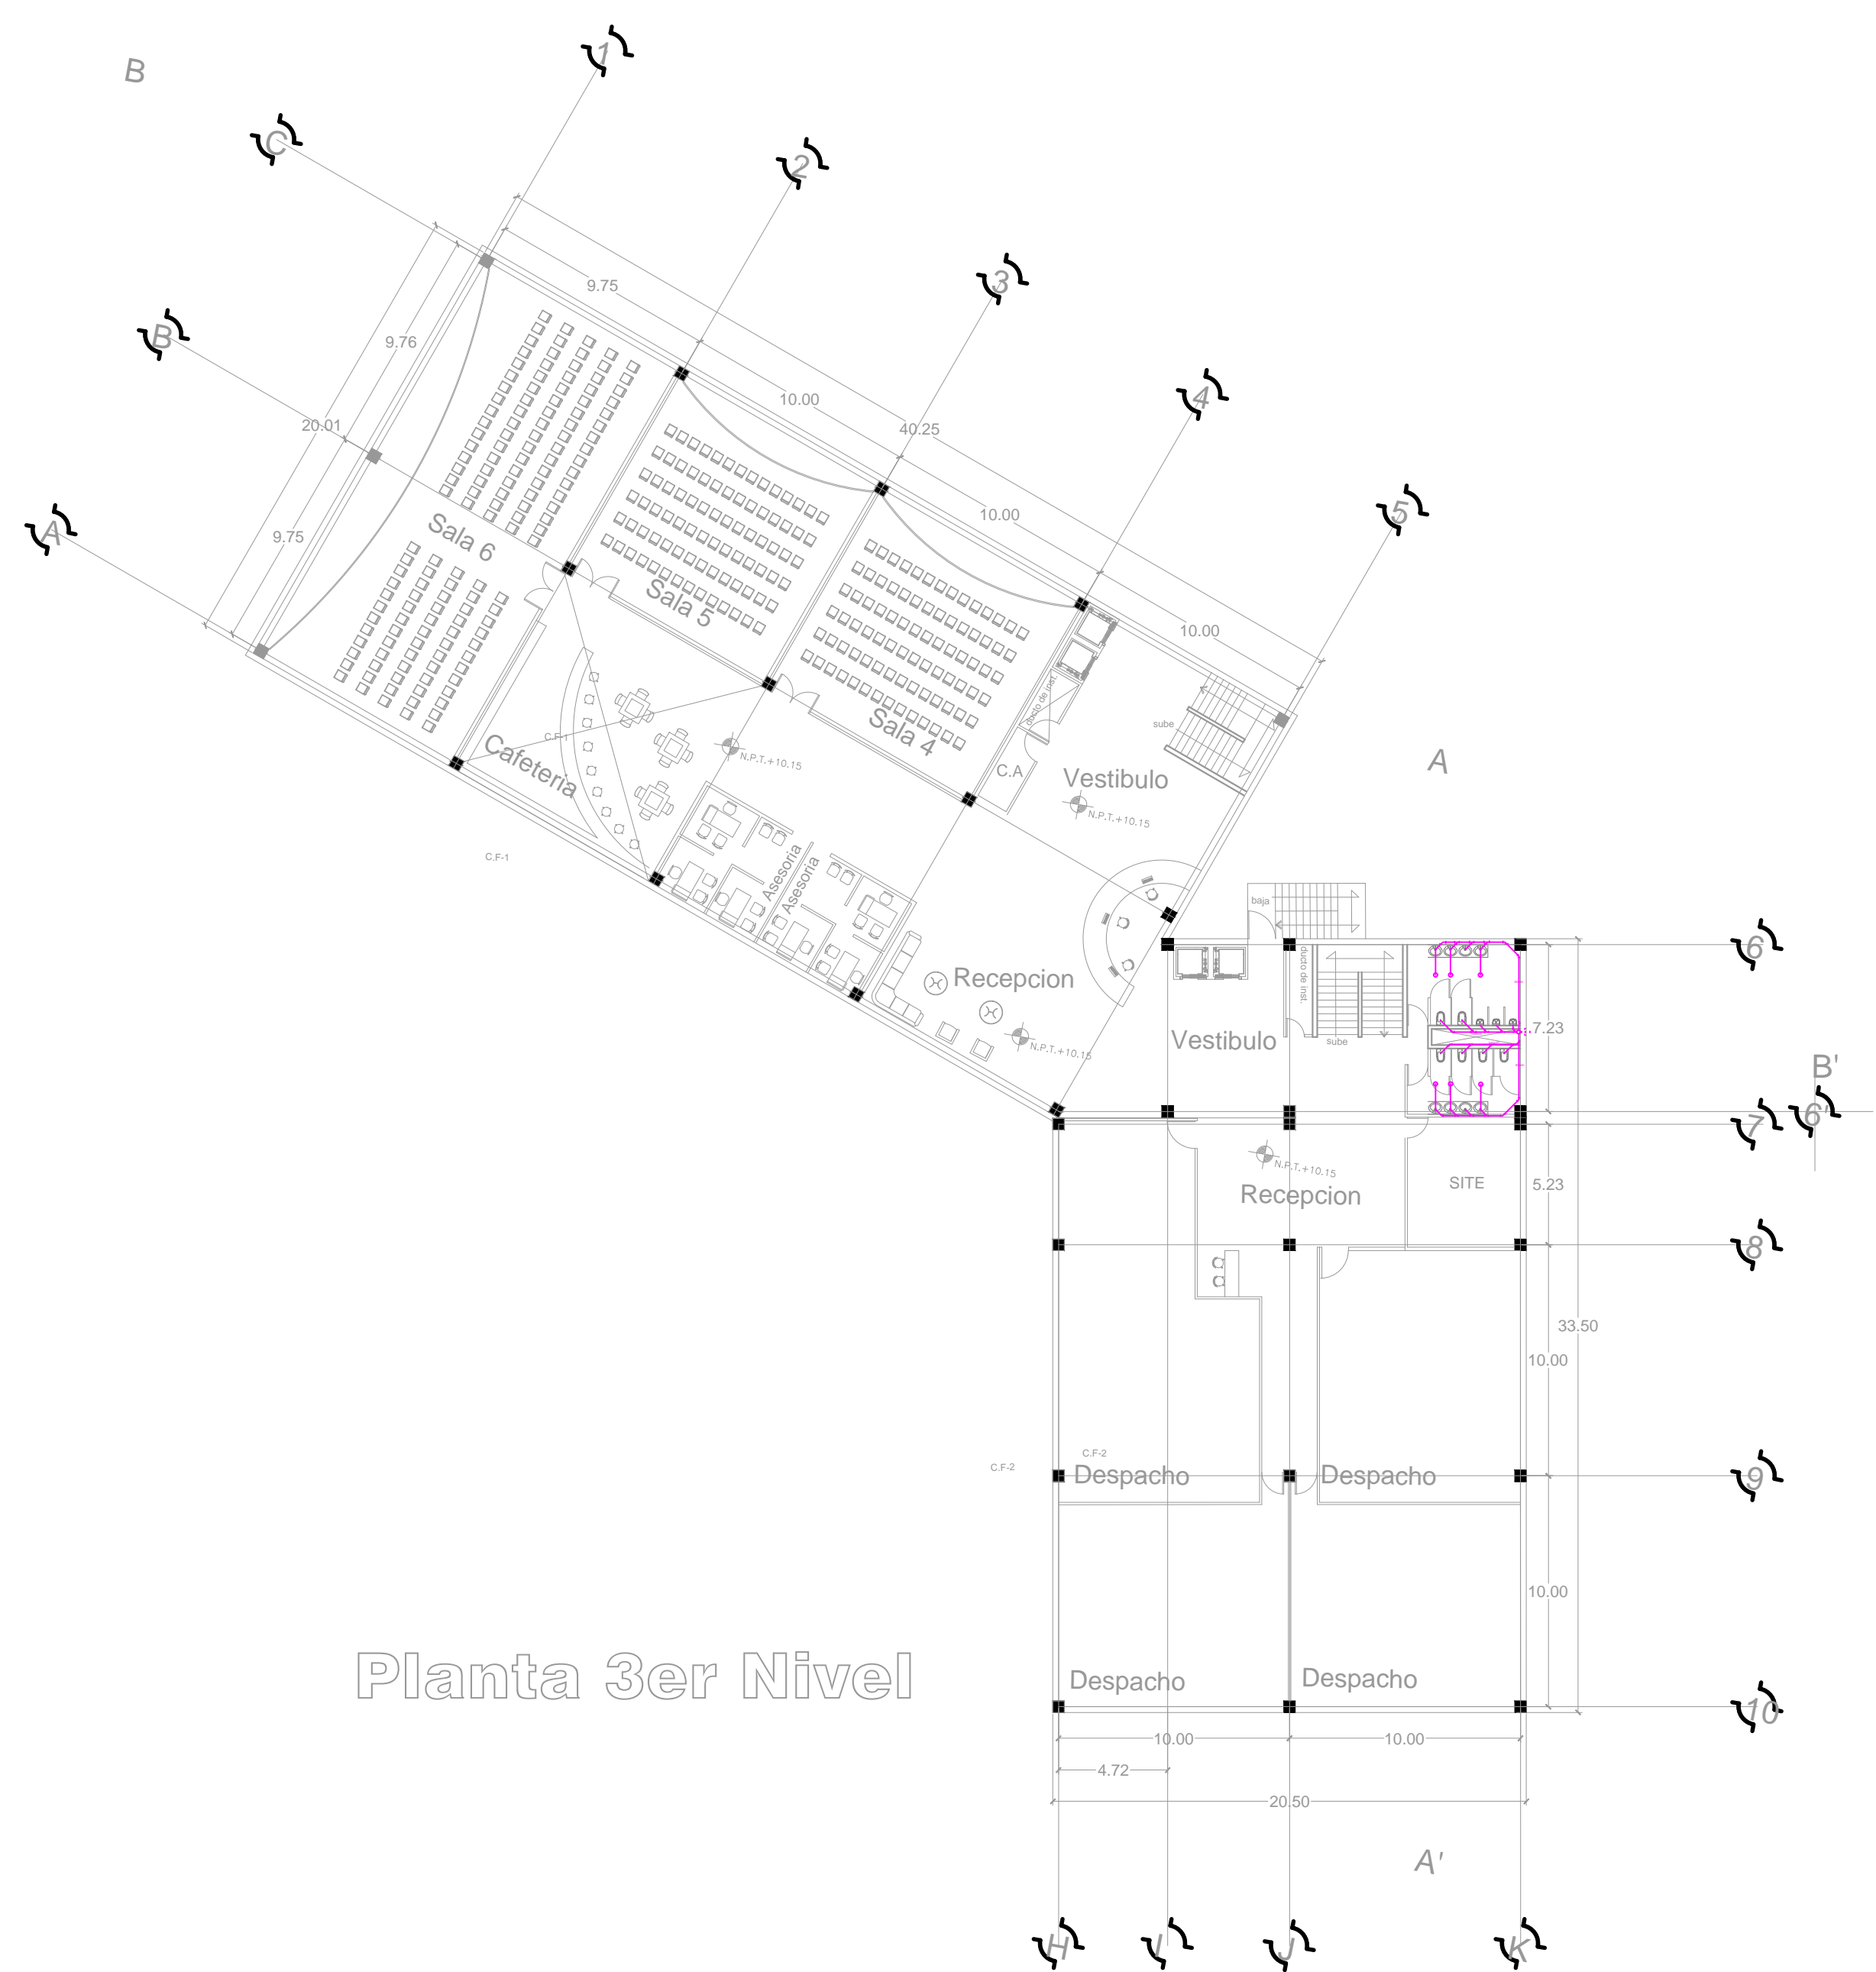 1
B
C
2
3
9.75
B
9.76
4
10.00
20.01
40.25
5
A
9.75
Sala 6
10.00
Sala 5
10.00
ducto de inst.
Sala 4
sube
C.F-1
Cafeteria
N.P.T.+10.15
C.A
Vestibulo
A
N.P.T.+10.15
C.F-1
Asesoria
Asesoria
baja
6
Recepcion
ducto de inst.
7.23
Vestibulo
sube
N.P.T.+10.15
B'
6'
7
N.P.T.+10.15
Recepcion
SITE
5.23
8
33.50
10.00
C.F-2
C.F-2
Despacho
Despacho
9
10.00
Planta 3er Nivel
Despacho
Despacho
10
10.00
10.00
4.72
20.50
A'
H
I
J
K